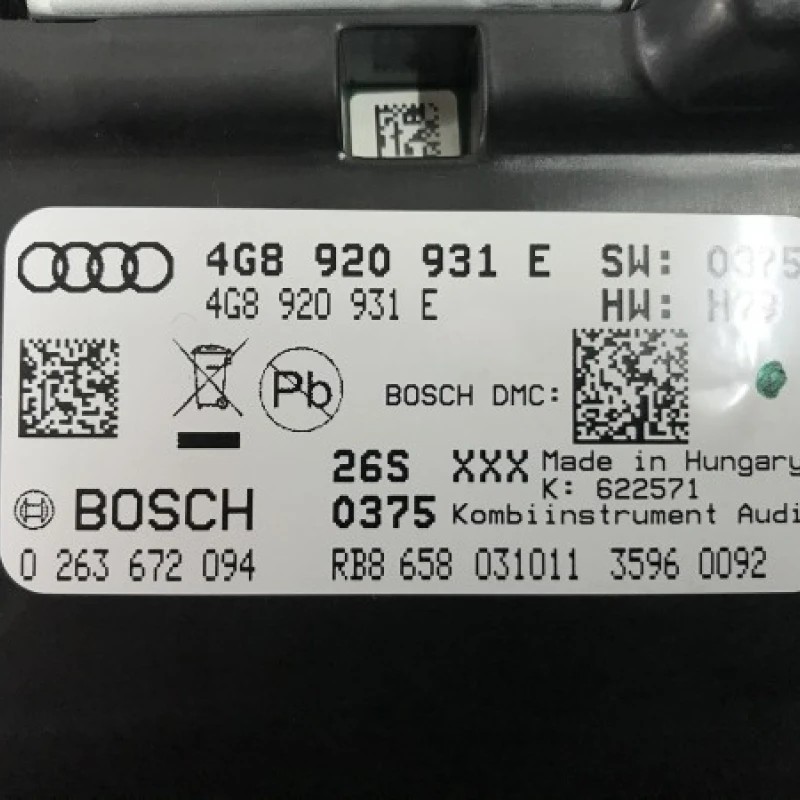 4G8 920 931 E SW: 0375
4G8 920 931 E HW:
Pb BOSCH DMC:
26S XXX Made in Hungary
K: 622571
BOSCH 0375 Kombiinstrument Audi
0 263 672 094 RB8 658 031011 3596 0092